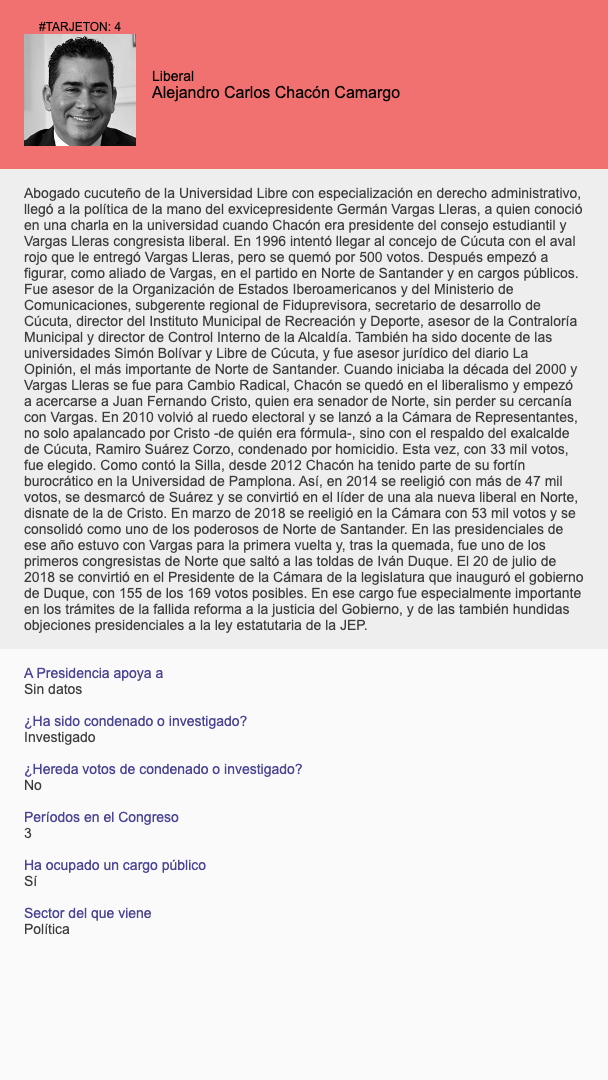 #TARJETON: 4
Liberal
Alejandro Carlos Chacón Camargo
Abogado cucuteño de la Universidad Libre con especialización en derecho administrativo,
llegó a la política de la mano del exvicepresidente Germán Vargas Lleras, a quien conoció
en una charla en la universidad cuando Chacón era presidente del consejo estudiantil y
Vargas Lleras congresista liberal. En 1996 intentó llegar al concejo de Cúcuta con el aval
rojo que le entregó Vargas Lleras, pero se quemó por 500 votos. Después empezó a
figurar, como aliado de Vargas, en el partido en Norte de Santander y en cargos públicos.
Fue asesor de la Organización de Estados Iberoamericanos y del Ministerio de
Comunicaciones, subgerente regional de Fiduprevisora, secretario de desarrollo de
Cúcuta, director del Instituto Municipal de Recreación y Deporte, asesor de la Contraloría
Municipal y director de Control Interno de la Alcaldía. También ha sido docente de las
universidades Simón Bolívar y Libre de Cúcuta, y fue asesor jurídico del diario La
Opinión, el más importante de Norte de Santander. Cuando iniciaba la década del 2000 y
Vargas Lleras se fue para Cambio Radical, Chacón se quedó en el liberalismo y empezó
a acercarse a Juan Fernando Cristo, quien era senador de Norte, sin perder su cercanía
con Vargas. En 2010 volvió al ruedo electoral y se lanzó a la Cámara de Representantes,
no solo apalancado por Cristo -de quién era fórmula-, sino con el respaldo del exalcalde
de Cúcuta, Ramiro Suárez Corzo, condenado por homicidio. Esta vez, con 33 mil votos,
fue elegido. Como contó la Silla, desde 2012 Chacón ha tenido parte de su fortín
burocrático en la Universidad de Pamplona. Así, en 2014 se reeligió con más de 47 mil
votos, se desmarcó de Suárez y se convirtió en el líder de una ala nueva liberal en Norte,
disnate de la de Cristo. En marzo de 2018 se reeligió en la Cámara con 53 mil votos y se
consolidó como uno de los poderosos de Norte de Santander. En las presidenciales de
ese año estuvo con Vargas para la primera vuelta y, tras la quemada, fue uno de los
primeros congresistas de Norte que saltó a las toldas de Iván Duque. El 20 de julio de
2018 se convirtió en el Presidente de la Cámara de la legislatura que inauguró el gobierno
de Duque, con 155 de los 169 votos posibles. En ese cargo fue especialmente importante
en los trámites de la fallida reforma a la justicia del Gobierno, y de las también hundidas
objeciones presidenciales a la ley estatutaria de la JEP.
A Presidencia apoya a
Sin datos
¿Ha sido condenado o investigado?
Investigado
¿Hereda votos de condenado o investigado?
No
Períodos en el Congreso
3
Ha ocupado un cargo público
Sí
Sector del que viene
Política